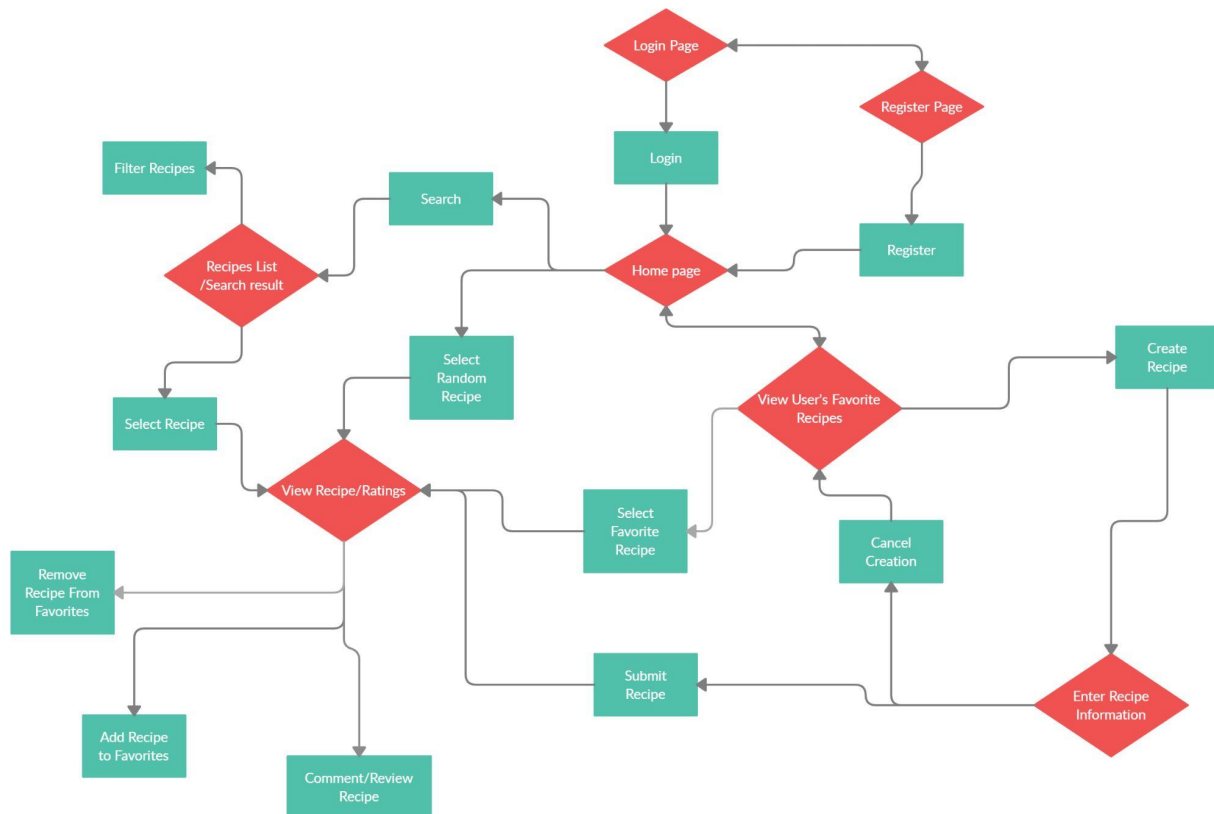 Login Page
Register Page
Login
Filter Recipes
Search
Register
Recipes List
/Search result
Home page
Select
Random
Recipe
Create
Recipe
View User's Favorite
Recipes
Select Recipe
View Recipe/Ratings
Select
Favorite
Recipe
Cancel
Creation
Remove
Recipe From
Favorites
Submit
Recipe
Enter Recipe
Information
Add Recipe
to Favorites
Comment/Review
Recipe